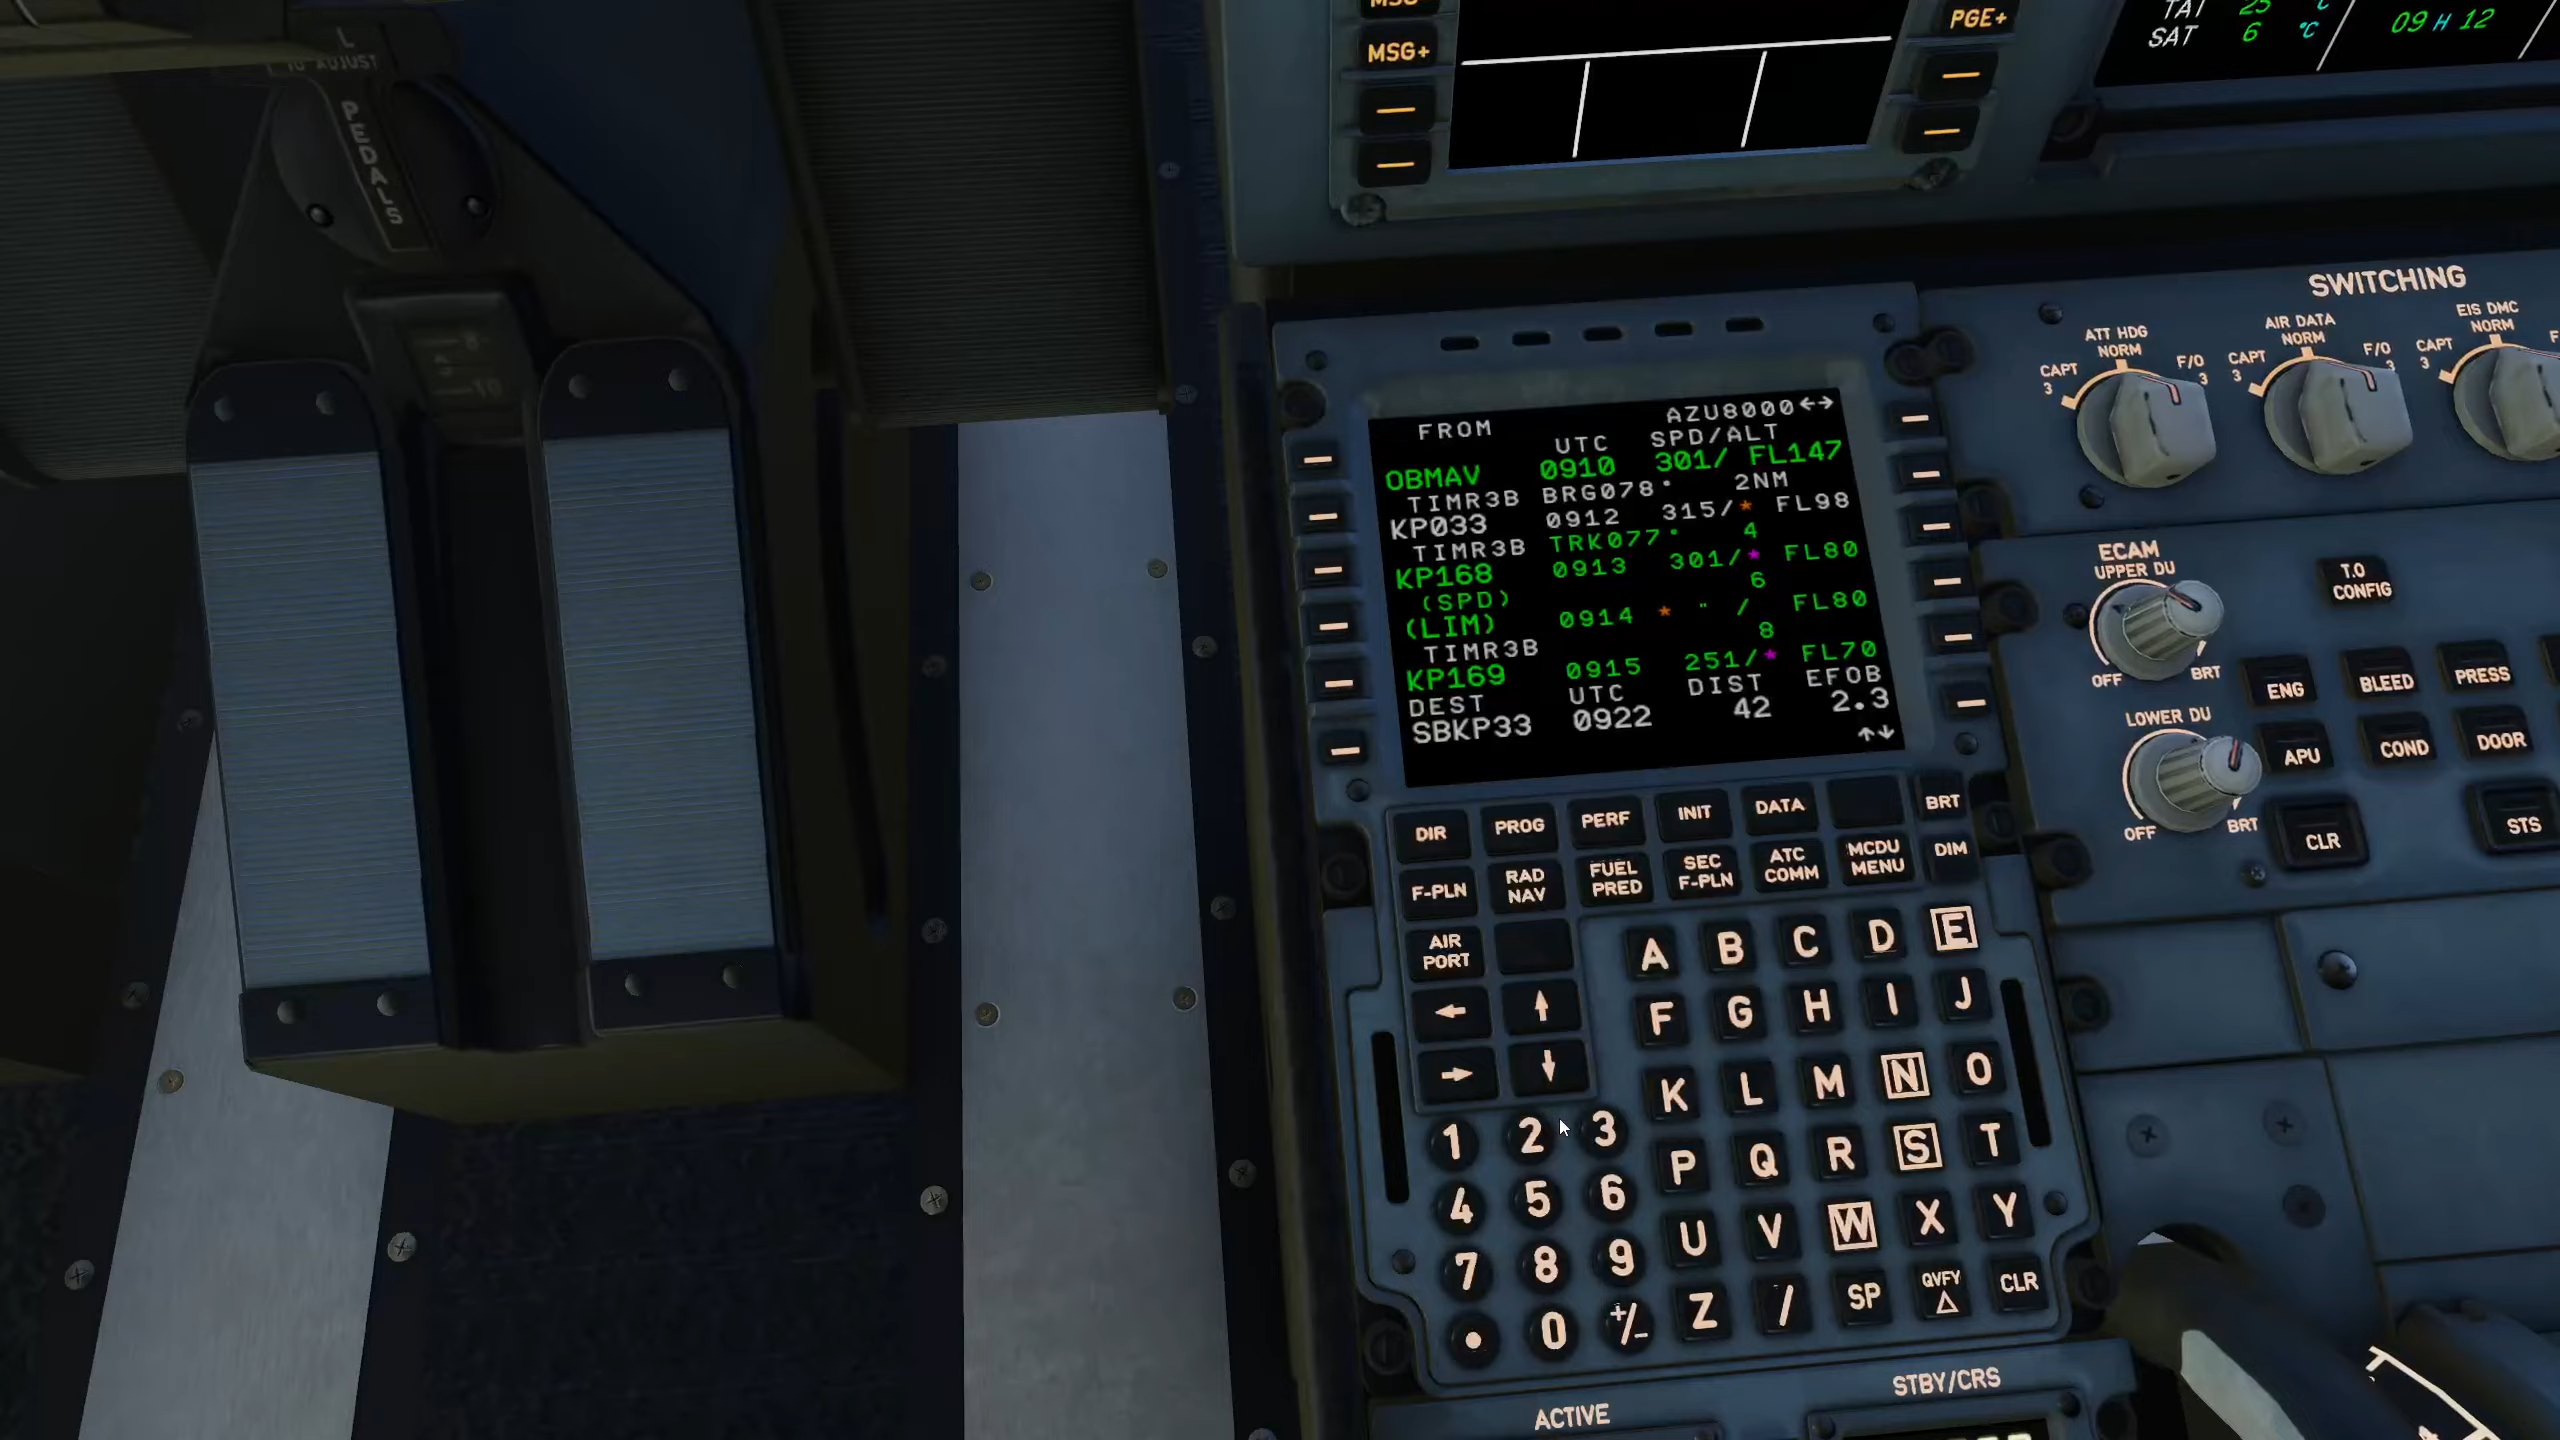 L
TO ADJUST
PEDALS
8
10
MSG+
PGE+
TAT 25 °C
SAT 6 °C
09 H 12
FROM AZU8000←→
UTC SPD/ALT
OBMAV 0910 301/ FL147
TIMR3B BRG078° 2NM
KP033 0912 315/* FL98
TIMR3B TRK077° 4
KP168 0913 301/* FL80
(SPD) 6
(LIM) 0914 * " / FL80
TIMR3B 8
KP169 0915 251/* FL70
DEST UTC DIST EFOB
SBKP33 0922 42 2.3
↑↓
DIR PROG PERF INIT DATA BRT
F-PLN RAD NAV FUEL PRED SEC F-PLN ATC COMM MCDU MENU DIM
AIR PORT
← ↑
→ ↓
A B C D E
F G H I J
K L M N O
P Q R S T
U V W X Y
Z / SP OVFY △ CLR
1 2 3
4 5 6
7 8 9
. 0 +/-
SWITCHING
ATT HDG
NORM
CAPT 3
F/O 3
AIR DATA
NORM
CAPT 3
F/O 3
EIS DMC
NORM
CAPT 3
ECAM
UPPER DU
OFF BRT
T.O CONFIG
LOWER DU
OFF BRT
ENG BLEED PRESS
APU COND DOOR
CLR STS
ACTIVE
STBY/CRS